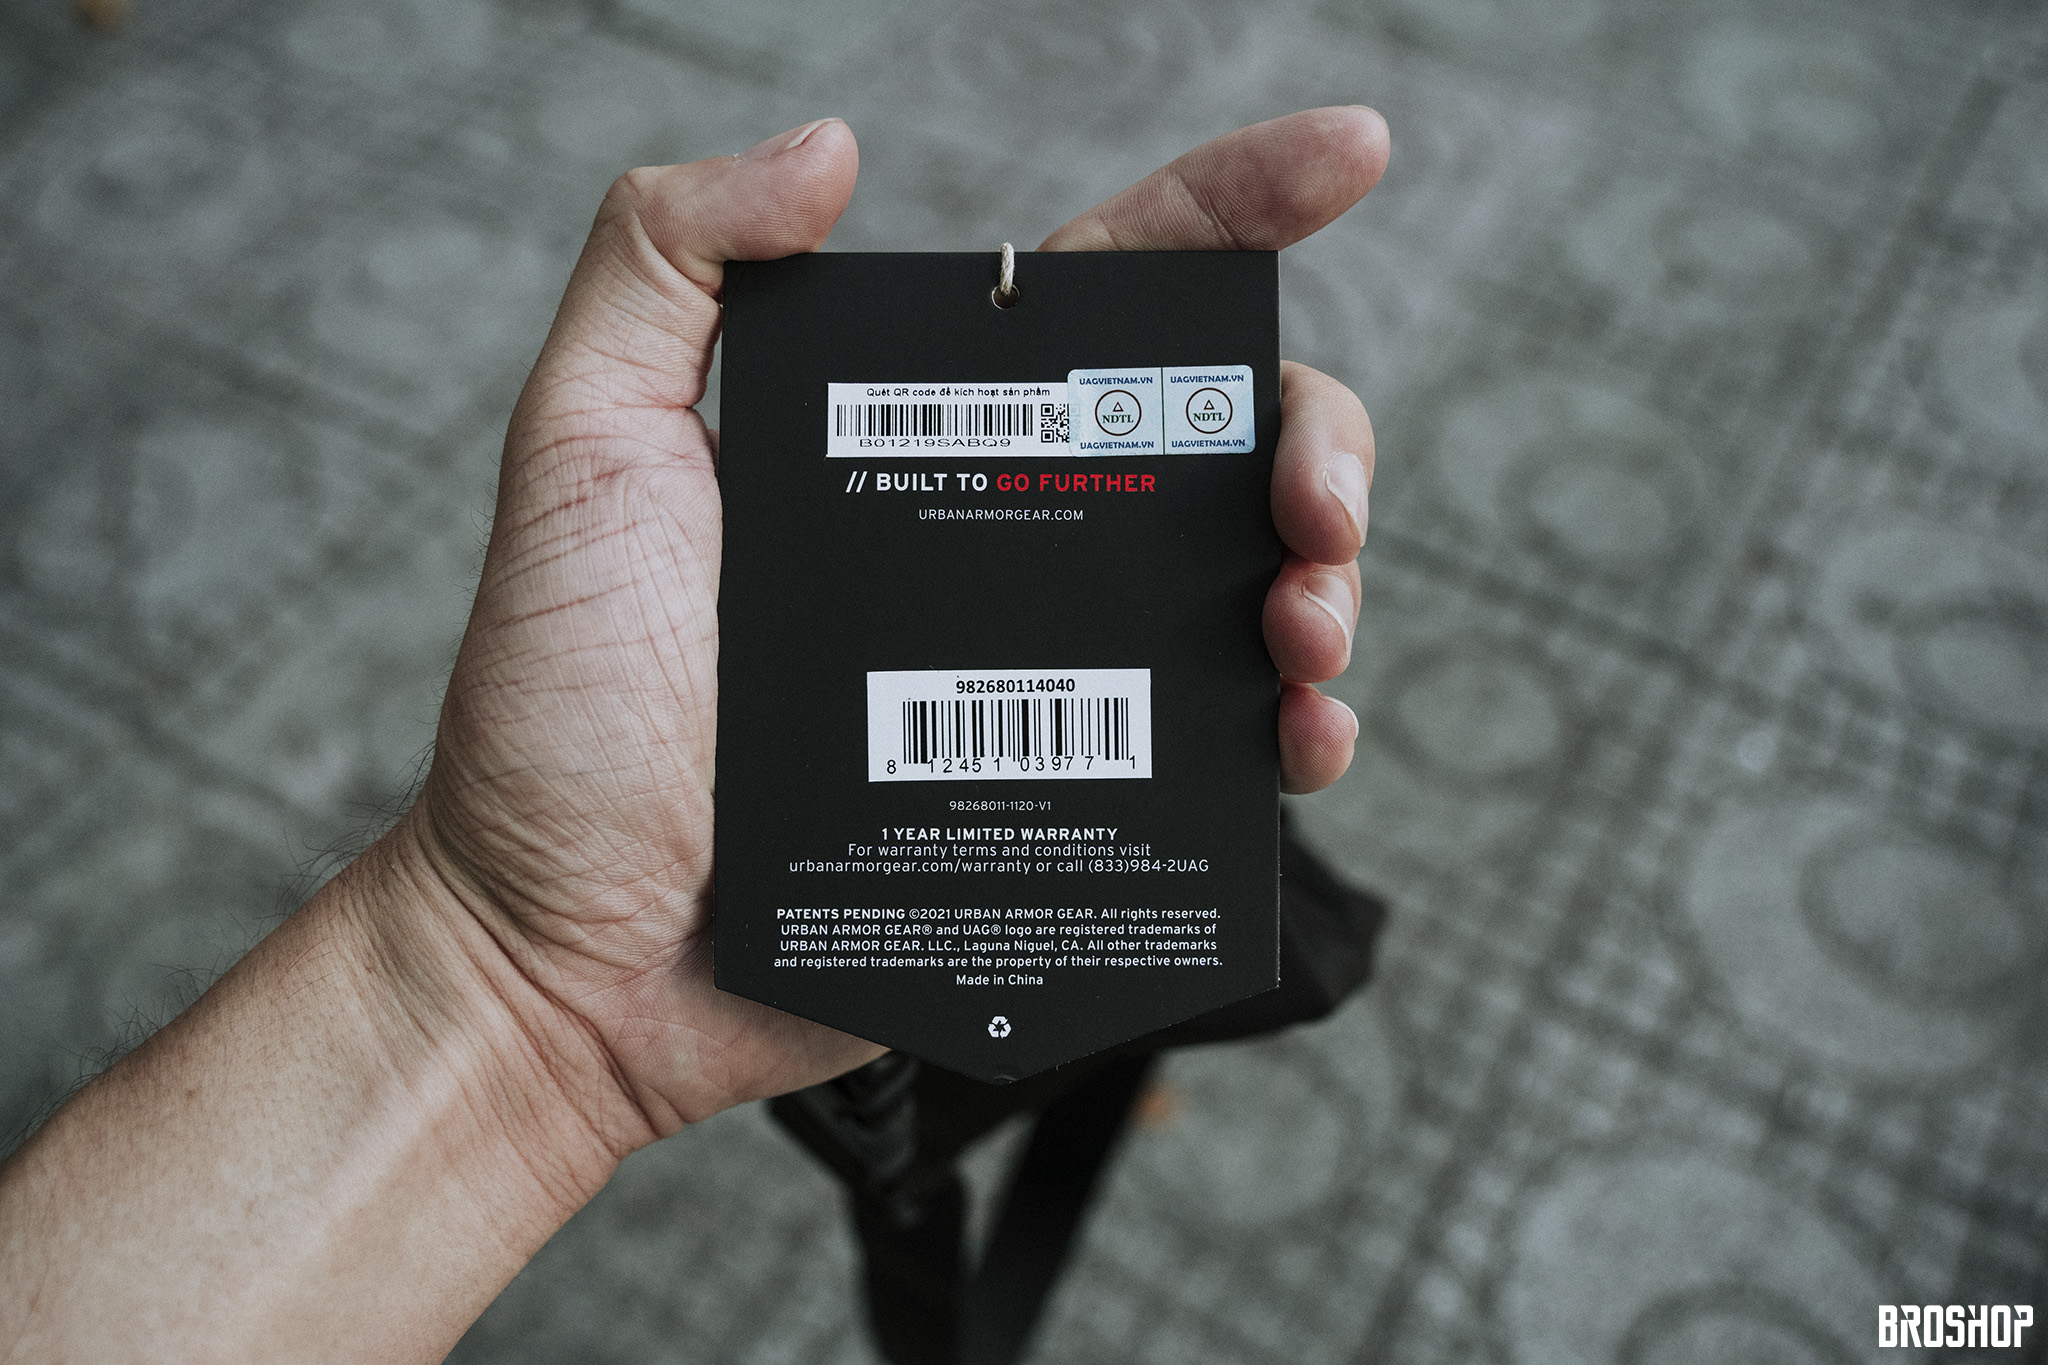 Quét QR code để kích hoạt sản phẩm
B01219SABQ9
UAGVIETNAM.VN UAGVIETNAM.VN
NDTL NDTL
UAGVIETNAM.VN UAGVIETNAM.VN
// BUILT TO GO FURTHER
URBANARMORGEAR.COM
982680114040
8 12451 03977 1
98268011-1120-V1
1 YEAR LIMITED WARRANTY
For warranty terms and conditions visit
urbanarmorgear.com/warranty or call (833)984-2UAG
PATENTS PENDING ©2021 URBAN ARMOR GEAR. All rights reserved.
URBAN ARMOR GEAR® and UAG® logo are registered trademarks of
URBAN ARMOR GEAR. LLC., Laguna Niguel, CA. All other trademarks
and registered trademarks are the property of their respective owners.
Made in China
BROSHOP